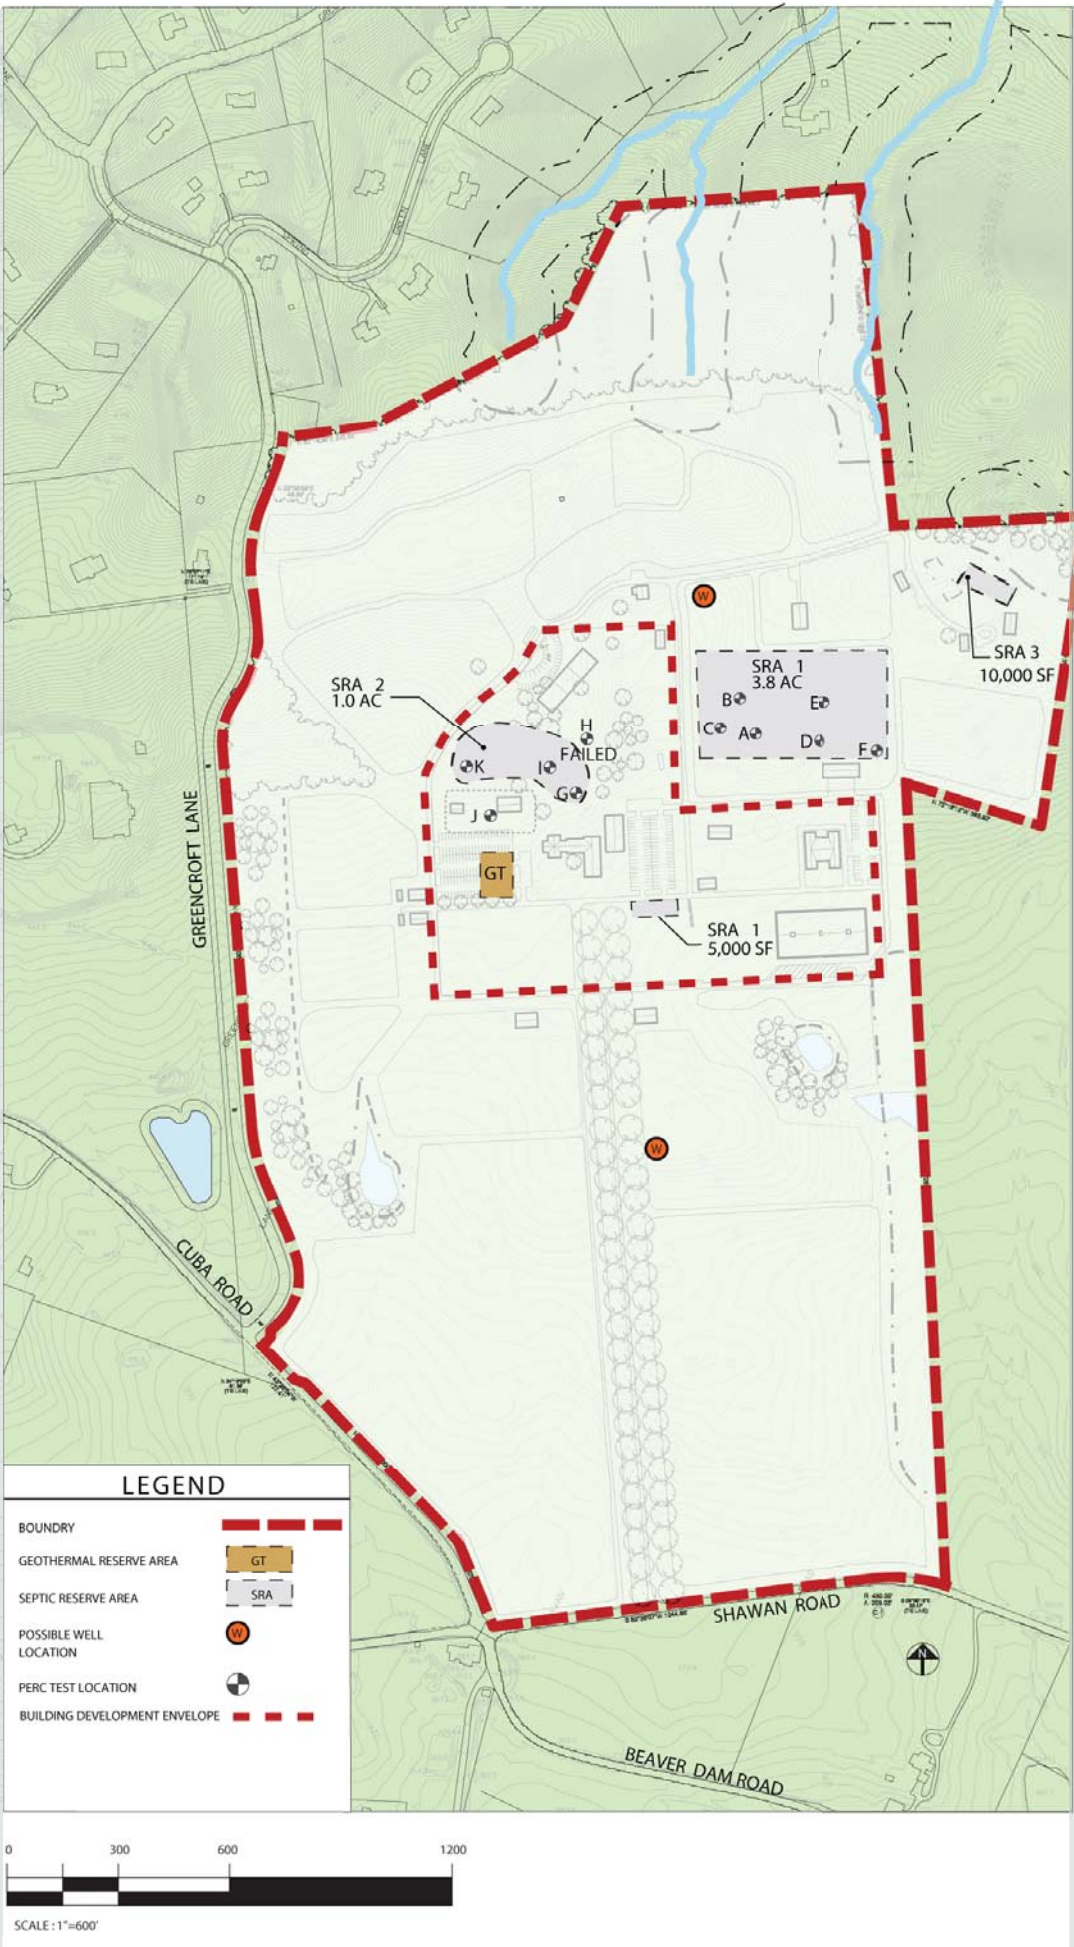 W
SRA 3
10,000 SF
SRA 1
3.8 AC
B
E
C
A
D
F
SRA 2
1.0 AC
H
FAILED
K
I
G
J
GT
SRA 1
5,000 SF
GREENCROFT LANE
W
CUBA ROAD
SHAWAN ROAD
N
BEAVER DAM ROAD
LEGEND
BOUNDRY
GEOTHERMAL RESERVE AREA
GT
SEPTIC RESERVE AREA
SRA
POSSIBLE WELL
LOCATION
W
PERC TEST LOCATION
BUILDING DEVELOPMENT ENVELOPE
0 300 600 1200
SCALE : 1"=600'